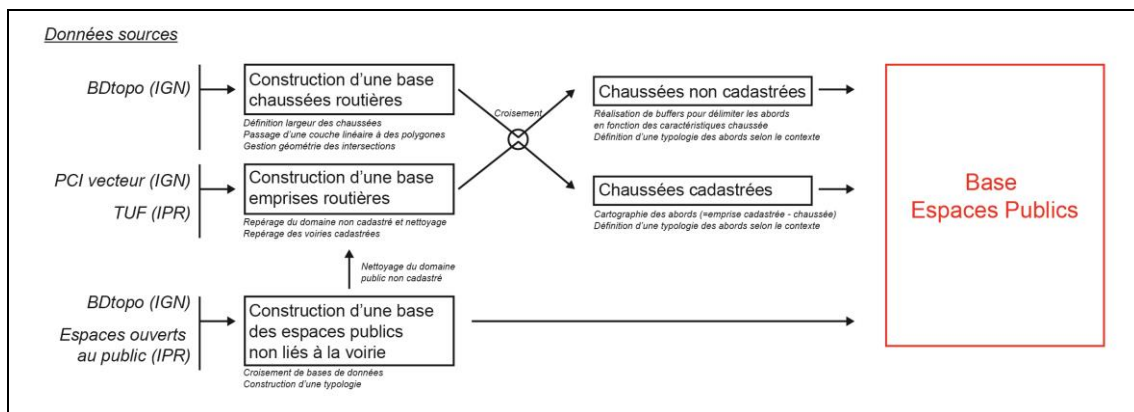 Données sources
BDtopo (IGN)
Construction d'une base
chaussées routières
Définition largeur des chaussées
Passage d'une couche linéaire à des polygones
Gestion géométrie des intersections
Croisement
Chaussées non cadastrées
Réalisation de buffers pour délimiter les abords
en fonction des caractéristiques chaussée
Définition d'une typologie des abords selon le contexte
PCI vecteur (IGN)
TUF (IPR)
Construction d'une base
emprises routières
Repérage du domaine non cadastré et nettoyage
Repérage des voiries cadastrées
Chaussées cadastrées
Cartographie des abords (=emprise cadastrée - chaussée)
Définition d'une typologie des abords selon le contexte
Base
Espaces Publics
Nettoyage du domaine
public non cadastré
BDtopo (IGN)
Espaces ouverts
au public (IPR)
Construction d'une base
des espaces publics
non liés à la voirie
Croisement de bases de données
Construction d'une typologie